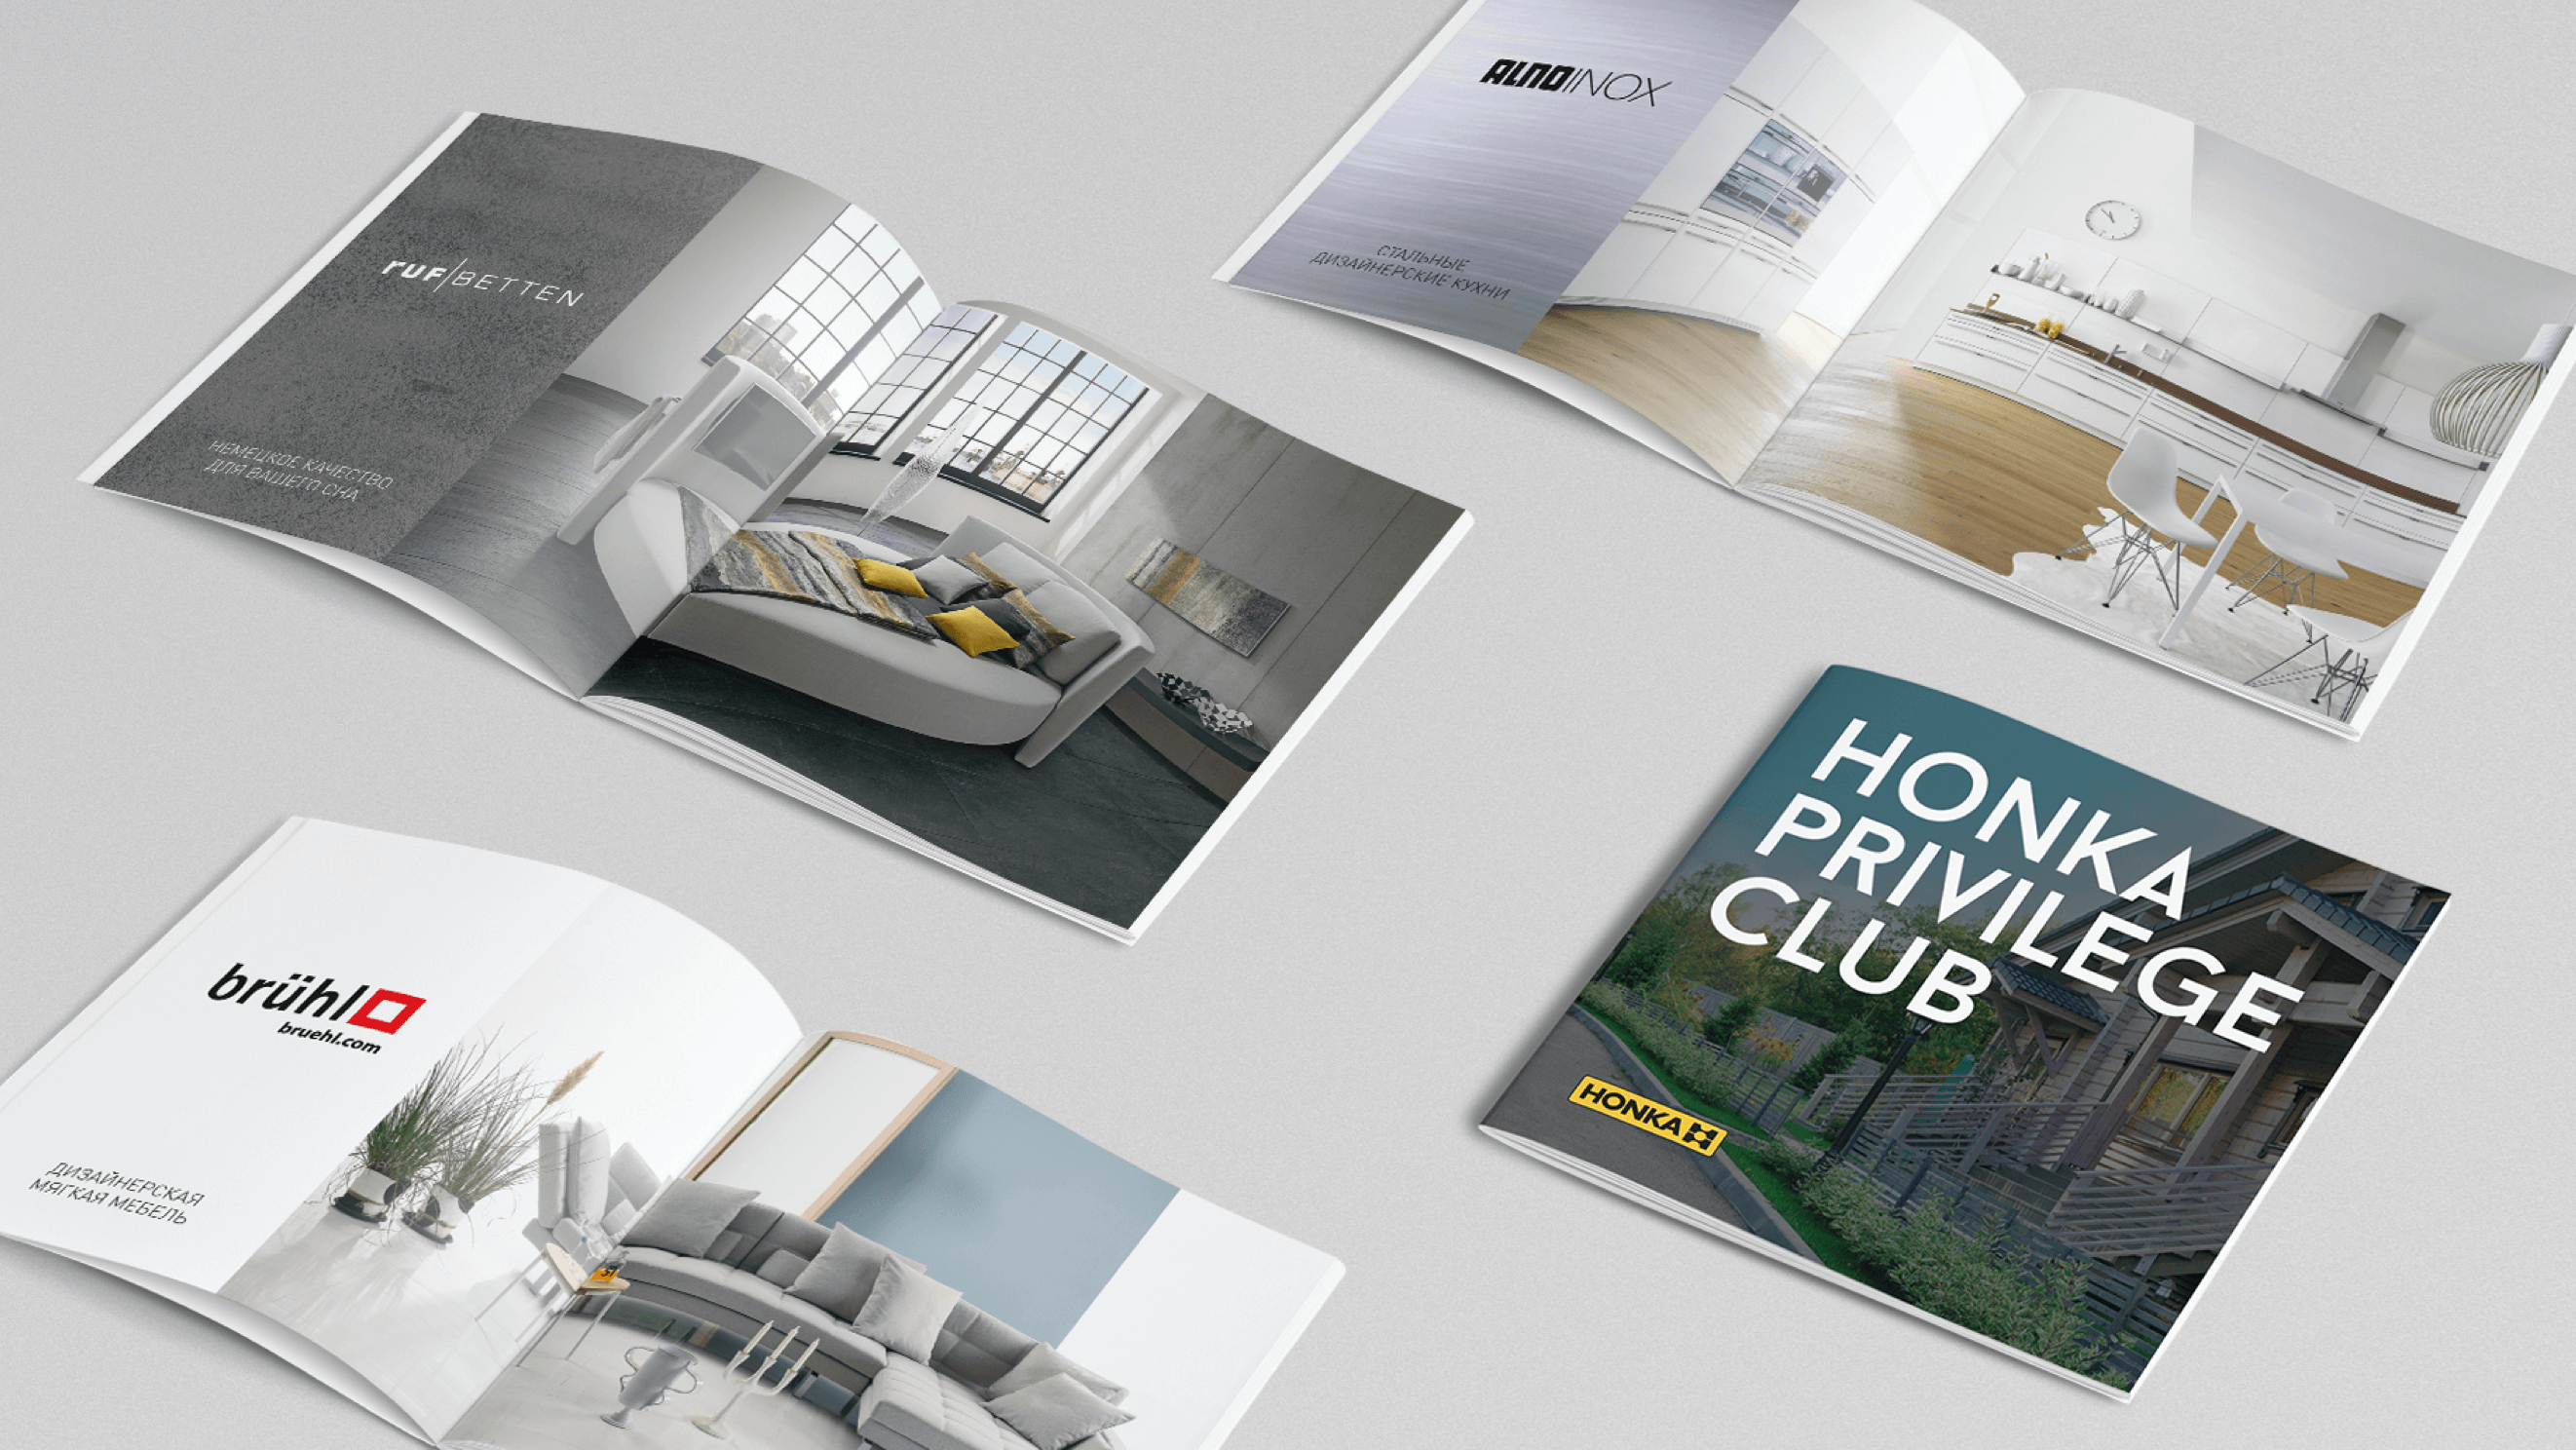 ruf|BETTEN
НЕМЕЦКОЕ КАЧЕСТВО
ДЛЯ ВАШЕГО СНА
ALNOINOX
СТАЛЬНЫЕ
ДИЗАЙНЕРСКИЕ КУХНИ
brühl
bruehl.com
ДИЗАЙНЕРСКАЯ
МЯГКАЯ МЕБЕЛЬ
HONKA
PRIVILEGE
CLUB
HONKA